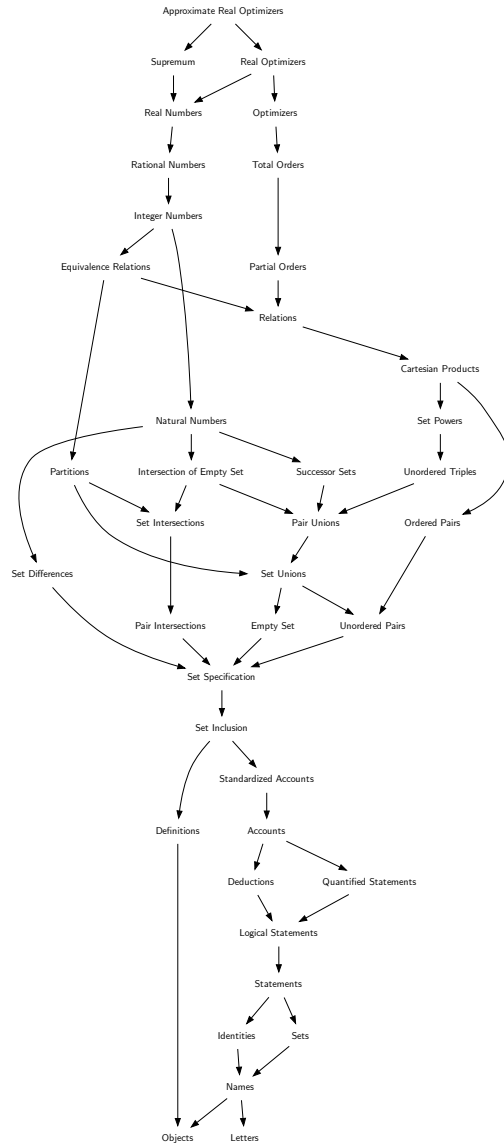 Approximate Real Optimizers
Supremum
Real Optimizers
Real Numbers
Optimizers
Rational Numbers
Total Orders
Integer Numbers
Equivalence Relations
Partial Orders
Relations
Cartesian Products
Natural Numbers
Set Powers
Partitions
Intersection of Empty Set
Successor Sets
Unordered Triples
Set Intersections
Pair Unions
Ordered Pairs
Set Differences
Set Unions
Pair Intersections
Empty Set
Unordered Pairs
Set Specification
Set Inclusion
Standardized Accounts
Definitions
Accounts
Deductions
Quantified Statements
Logical Statements
Statements
Identities
Sets
Names
Objects
Letters